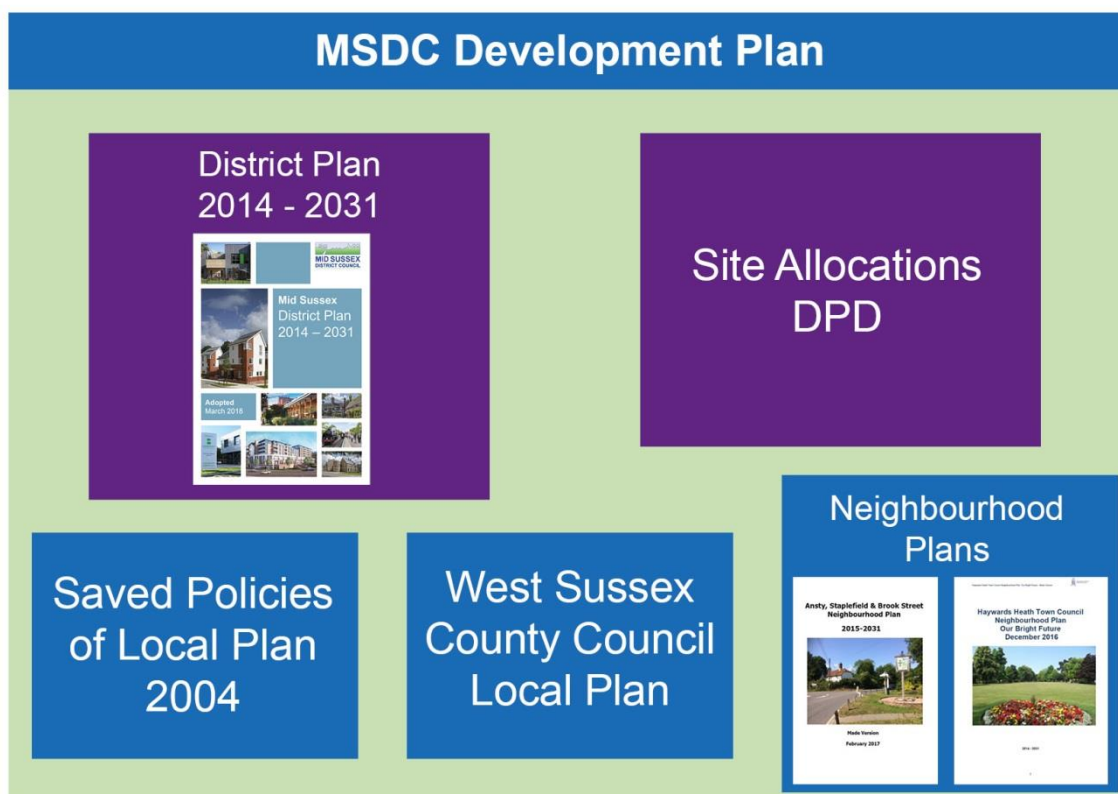 MSDC Development Plan
District Plan
2014 - 2031
MID SUSSEX
DISTRICT COUNCIL
Mid Sussex
District Plan
2014 – 2031
Adopted
March 2018
Site Allocations
DPD
Saved Policies
of Local Plan
2004
West Sussex
County Council
Local Plan
Neighbourhood
Plans
Ansty, Staplefield & Brook Street
Neighbourhood Plan
2015-2031
Made Version
February 2017
Haywards Heath Town Council
Neighbourhood Plan
Our Bright Future
December 2016
2014 - 2031